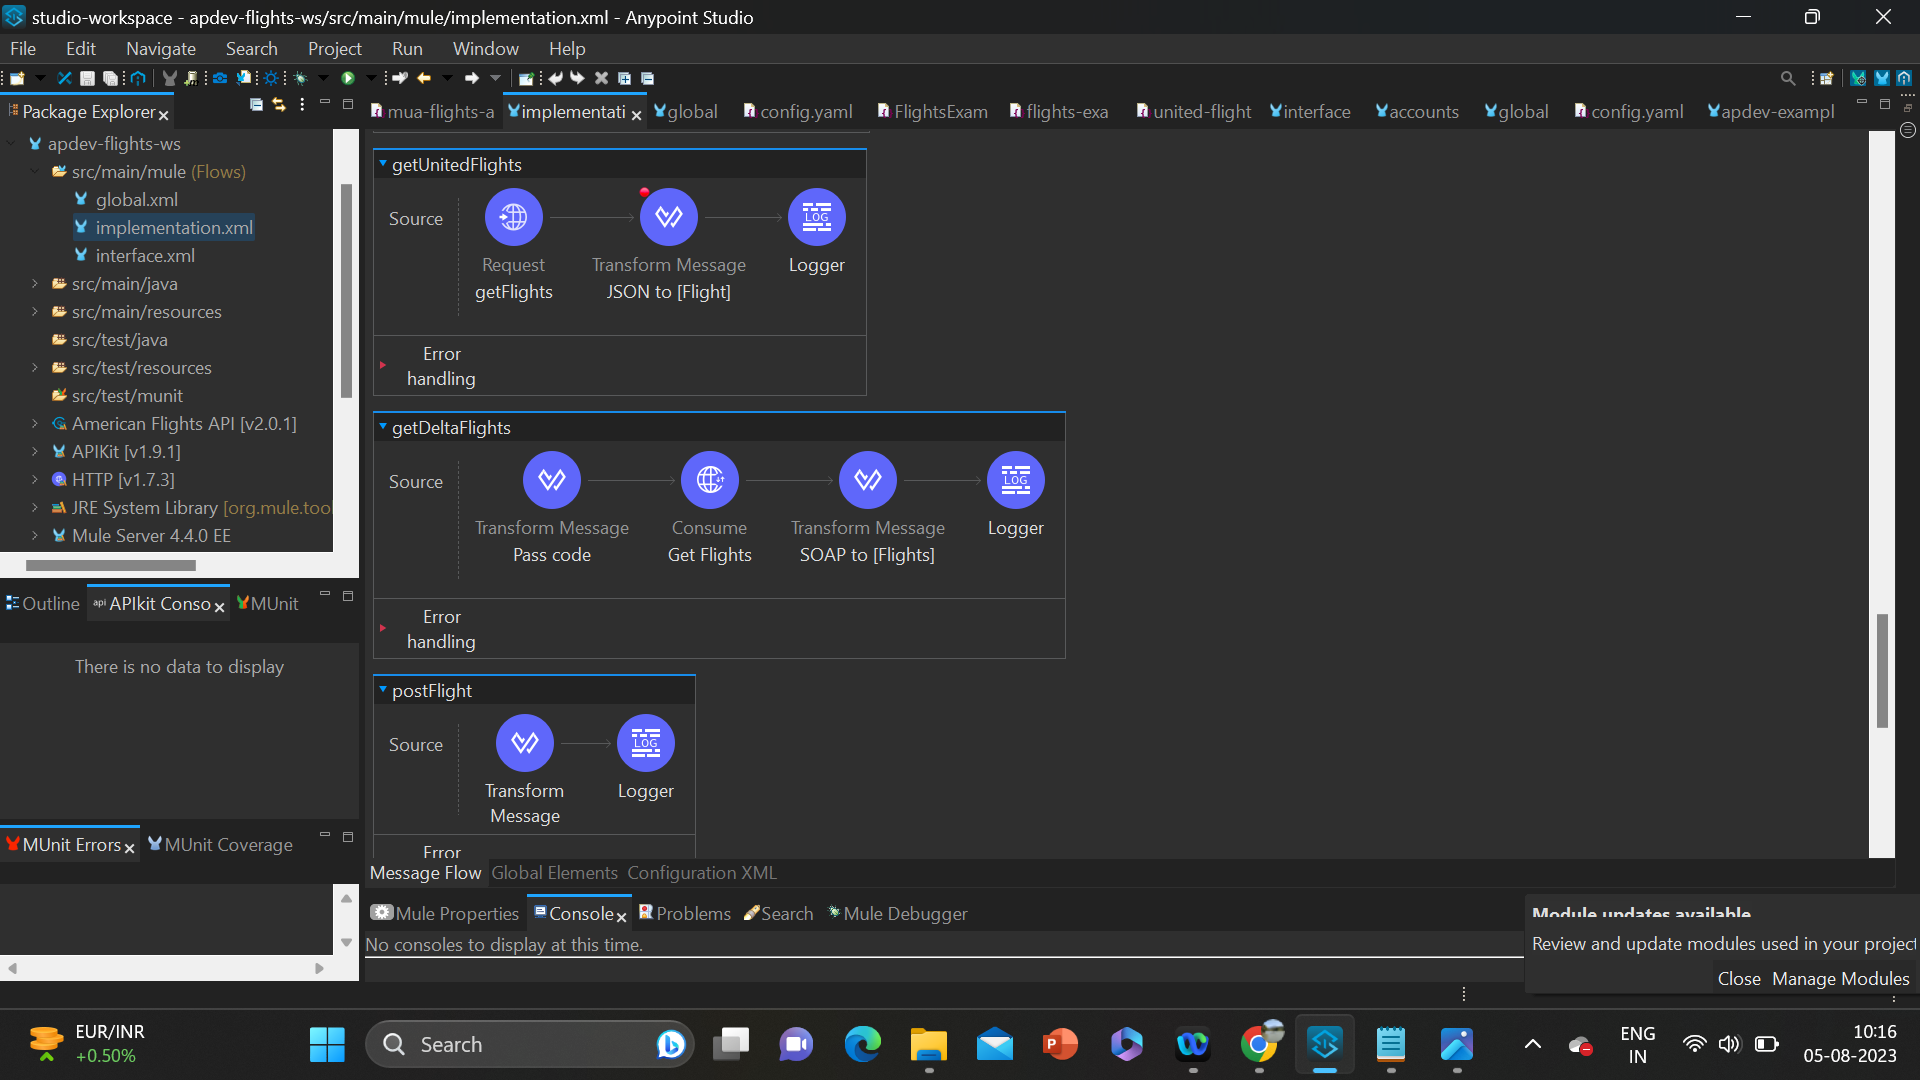 studio-workspace - apdev-flights-ws/src/main/mule/implementation.xml - Anypoint Studio
File Edit Navigate Search Project Run Window Help
Package Explorer
mua-flights-a implementati global config.yaml FlightsExam flights-exa united-flight interface accounts global config.yaml apdev-exampl
apdev-flights-ws
src/main/mule (Flows)
global.xml
implementation.xml
interface.xml
src/main/java
src/main/resources
src/test/java
src/test/resources
src/test/munit
American Flights API [v2.0.1]
APIKit [v1.9.1]
HTTP [v1.7.3]
JRE System Library [org.mule.tool
Mule Server 4.4.0 EE
Outline api APIkit Conso MUnit
There is no data to display
MUnit Errors MUnit Coverage
getUnitedFlights
Source
LOG
Request Transform Message Logger
getFlights JSON to [Flight]
Error
handling
getDeltaFlights
Source
LOG
Transform Message Consume Transform Message Logger
Pass code Get Flights SOAP to [Flights]
Error
handling
postFlight
Source
LOG
Transform Logger
Message
Error
Message Flow Global Elements Configuration XML
Mule Properties Console Problems Search Mule Debugger
No consoles to display at this time.
Module updates available
Review and update modules used in your project
Close Manage Modules
EUR/INR
+0.50%
Search
ENG
IN
10:16
05-08-2023